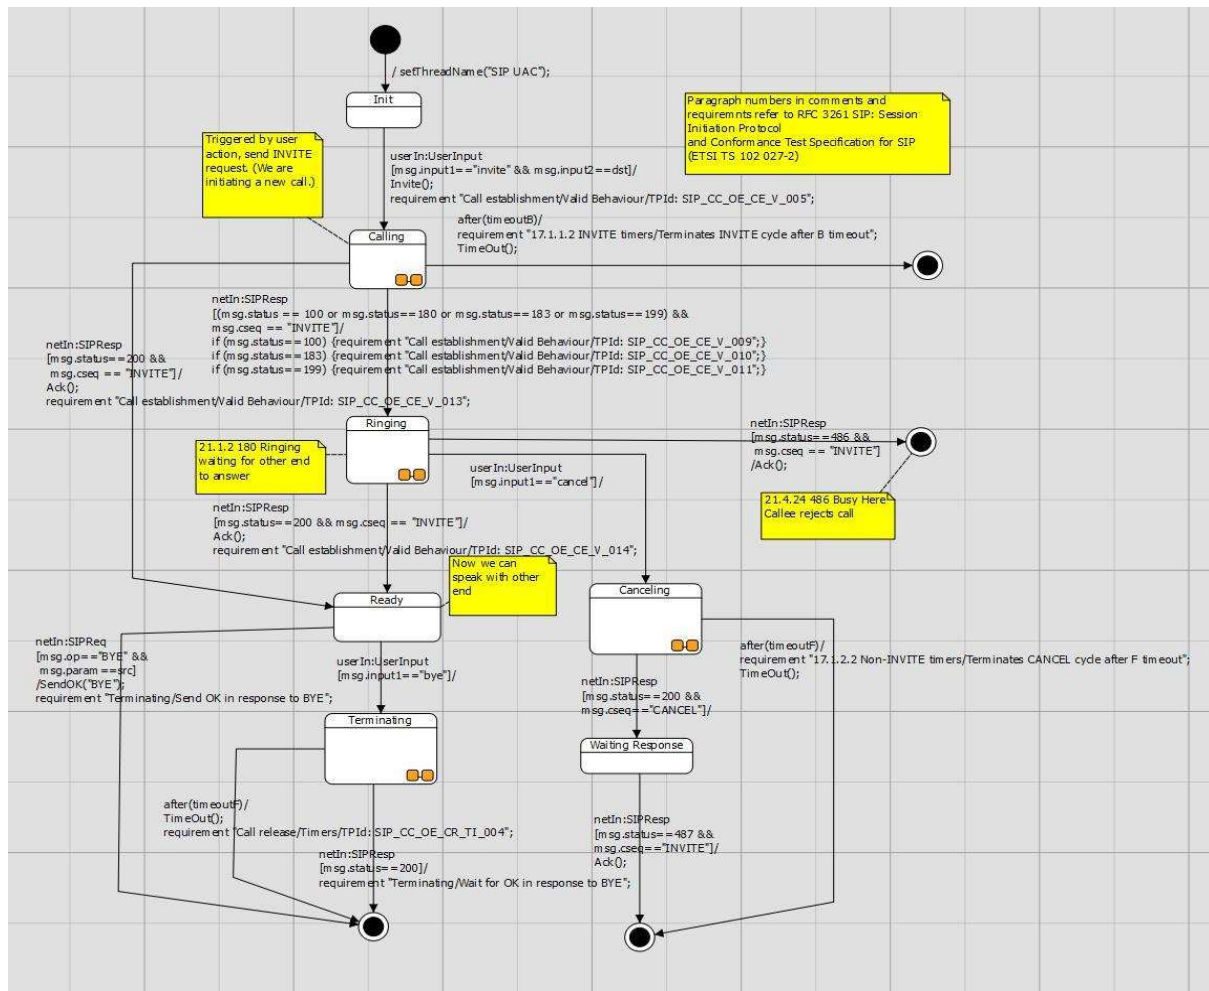 / setThreadName("SIP UAC");
Init
Paragraph numbers in comments and
requiremnts refer to RFC 3261 SIP: Session
Initiation Protocol
and Conformance Test Specification for SIP
(ETSI TS 102 027-2)
Triggered by user
action, send INVITE
request. (We are
initiating a new call.)
userIn:UserInput
[msg.input1=="invite" && msg.input2==dst]/
Invite();
requirement "Call establishment/Valid Behaviour/TPId: SIP_CC_OE_CE_V_005";
after(timeoutB)/
requirement "17.1.1.2 INVITE timers/Terminates INVITE cycle after B timeout";
TimeOut();
Calling
netIn:SIPResp
[(msg.status == 100 or msg.status==180 or msg.status==183 or msg.status==199) &&
msg.cseq == "INVITE"]/
if (msg.status==100) {requirement "Call establishment/Valid Behaviour/TPId: SIP_CC_OE_CE_V_009";}
if (msg.status==183) {requirement "Call establishment/Valid Behaviour/TPId: SIP_CC_OE_CE_V_010";}
if (msg.status==199) {requirement "Call establishment/Valid Behaviour/TPId: SIP_CC_OE_CE_V_011";}
netIn:SIPResp
[msg.status==200 &&
msg.cseq == "INVITE"]/
Ack();
requirement "Call establishment/Valid Behaviour/TPId: SIP_CC_OE_CE_V_013";
Ringing
21.1.2 180 Ringing
waiting for other end
to answer
netIn:SIPResp
[msg.status==486 &&
msg.cseq == "INVITE"]
/Ack();
userIn:UserInput
[msg.input1=="cancel"]/
21.4.24 486 Busy Here
Callee rejects call
netIn:SIPResp
[msg.status==200 && msg.cseq == "INVITE"]/
Ack();
requirement "Call establishment/Valid Behaviour/TPId: SIP_CC_OE_CE_V_014";
Now we can
speak with other
end
Ready
Canceling
netIn:SIPReq
[msg.op=="BYE" &&
msg.param==src]
/SendOK("BYE");
requirement "Terminating/Send OK in response to BYE";
userIn:UserInput
[msg.input1=="bye"]/
after(timeoutF)/
requirement "17.1.2.2 Non-INVITE timers/Terminates CANCEL cycle after F timeout";
TimeOut();
netIn:SIPResp
[msg.status==200 &&
msg.cseq=="CANCEL"]/
Terminating
Waiting Response
after(timeoutF)/
TimeOut();
requirement "Call release/Timers/TPId: SIP_CC_OE_CR_TI_004";
netIn:SIPResp
[msg.status==487 &&
msg.cseq=="INVITE"]/
Ack();
netIn:SIPResp
[msg.status==200]/
requirement "Terminating/Wait for OK in response to BYE";